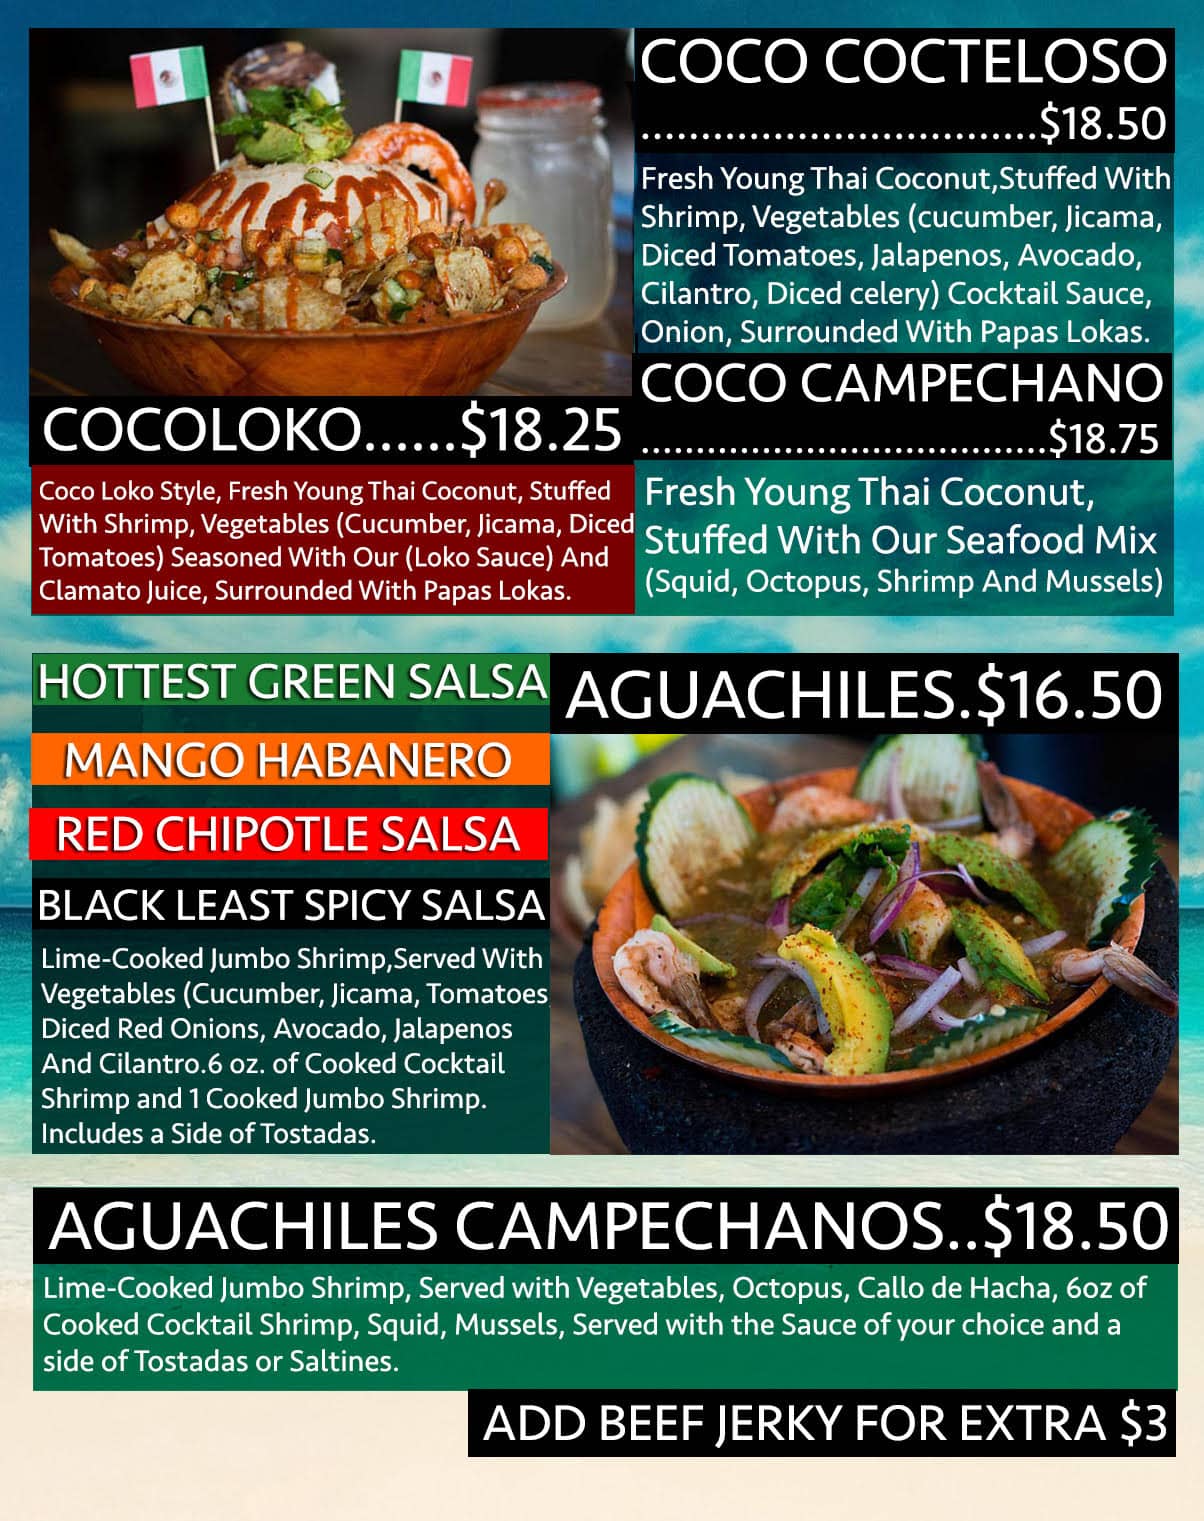 COCO COCTELOSO
.................................$18.50
Fresh Young Thai Coconut,Stuffed With
Shrimp, Vegetables (cucumber, Jicama,
Diced Tomatoes, Jalapenos, Avocado,
Cilantro, Diced celery) Cocktail Sauce,
Onion, Surrounded With Papas Lokas.
COCO CAMPECHANO
.....................................$18.75
Fresh Young Thai Coconut,
Stuffed With Our Seafood Mix
(Squid, Octopus, Shrimp And Mussels)
COCOLOKO......$18.25
Coco Loko Style, Fresh Young Thai Coconut, Stuffed
With Shrimp, Vegetables (Cucumber, Jicama, Diced
Tomatoes) Seasoned With Our (Loko Sauce) And
Clamato Juice, Surrounded With Papas Lokas.
HOTTEST GREEN SALSA
MANGO HABANERO
RED CHIPOTLE SALSA
BLACK LEAST SPICY SALSA
AGUACHILES.$16.50
Lime-Cooked Jumbo Shrimp,Served With
Vegetables (Cucumber, Jicama, Tomatoes
Diced Red Onions, Avocado, Jalapenos
And Cilantro.6 oz. of Cooked Cocktail
Shrimp and 1 Cooked Jumbo Shrimp.
Includes a Side of Tostadas.
AGUACHILES CAMPECHANOS..$18.50
Lime-Cooked Jumbo Shrimp, Served with Vegetables, Octopus, Callo de Hacha, 6oz of
Cooked Cocktail Shrimp, Squid, Mussels, Served with the Sauce of your choice and a
side of Tostadas or Saltines.
ADD BEEF JERKY FOR EXTRA $3